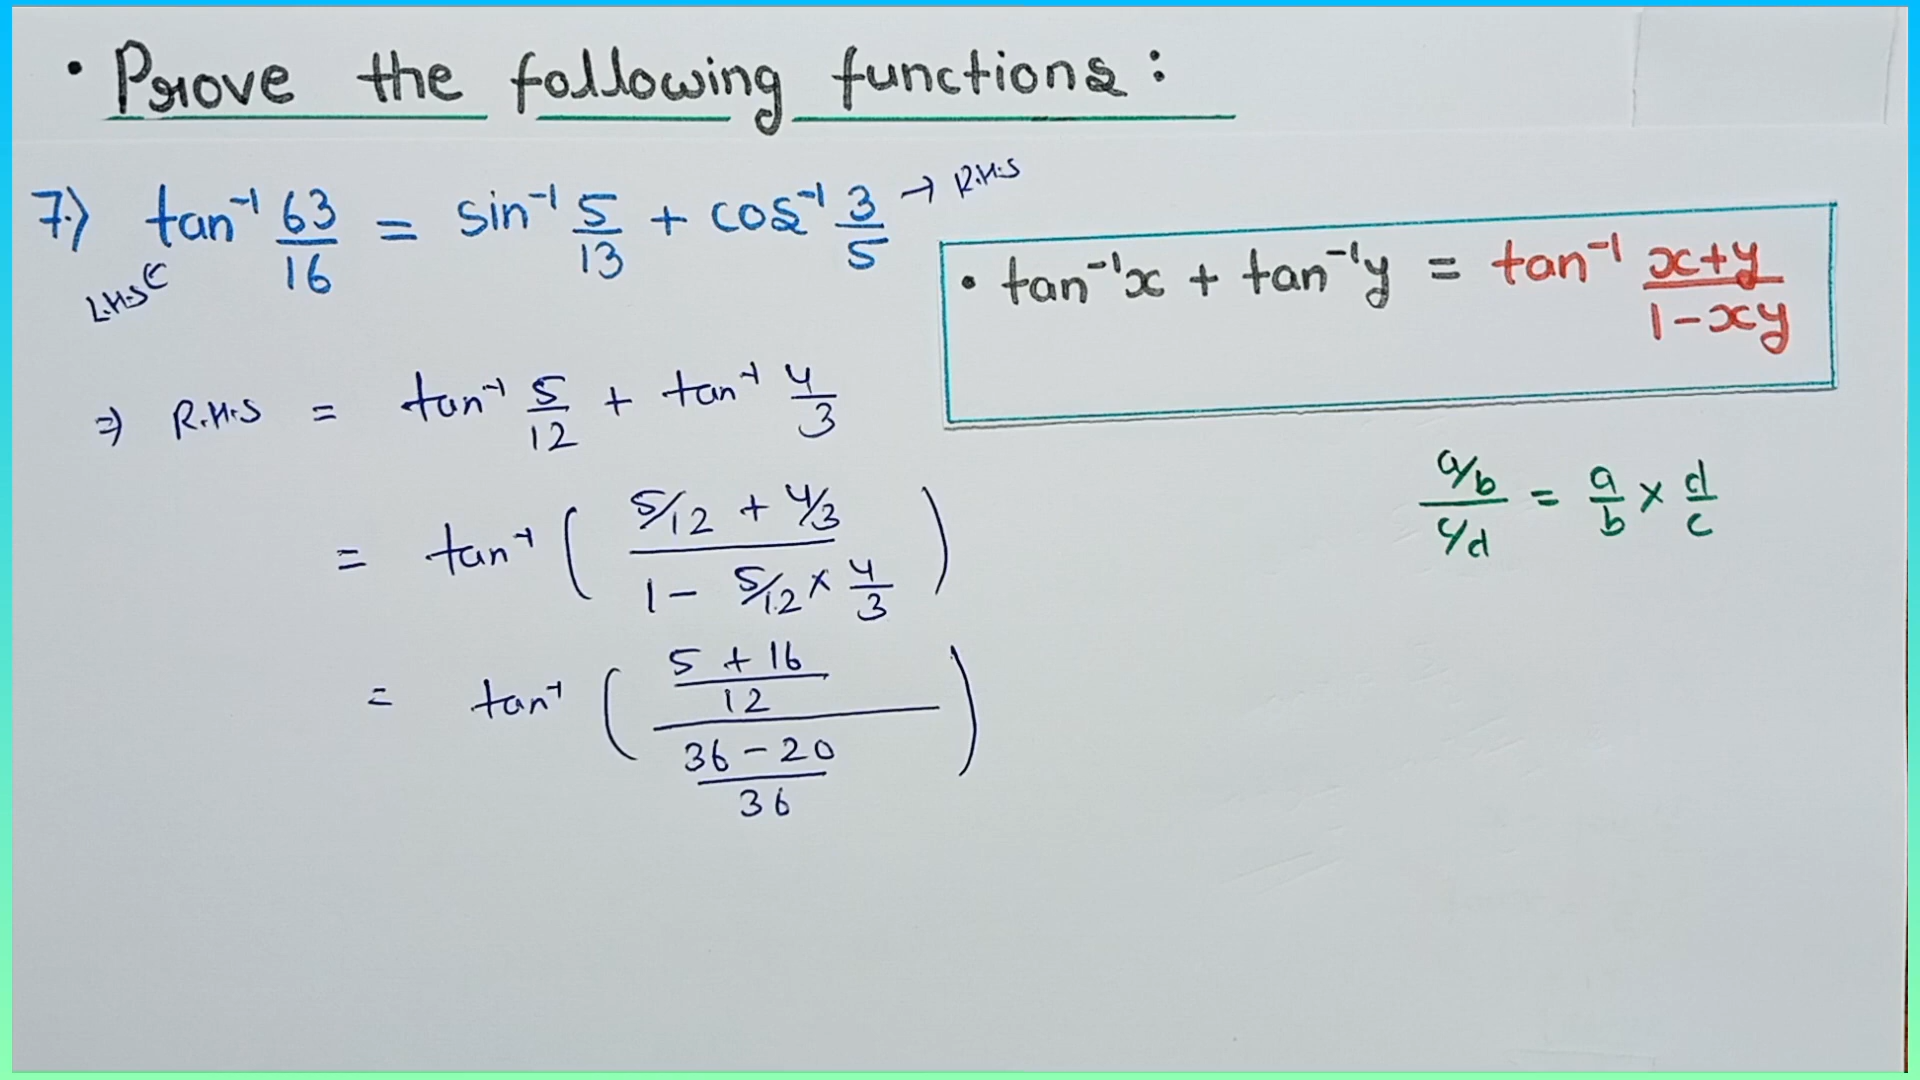 • Prove the following functions:
7.) tan⁻¹ 63/16 = sin⁻¹ 5/13 + cos⁻¹ 3/5 → R.H.S
L.H.S ←
• tan⁻¹x + tan⁻¹y = tan⁻¹ x+y/1-xy
⇒ R.H.S = tan⁻¹ 5/12 + tan⁻¹ 4/3
a/b / c/d = a/b × d/c
= tan⁻¹ ( 5/12 + 4/3 / 1 - 5/12 × 4/3 )
= tan⁻¹ ( 5 + 16 / 12 / 36 - 20 / 36 )